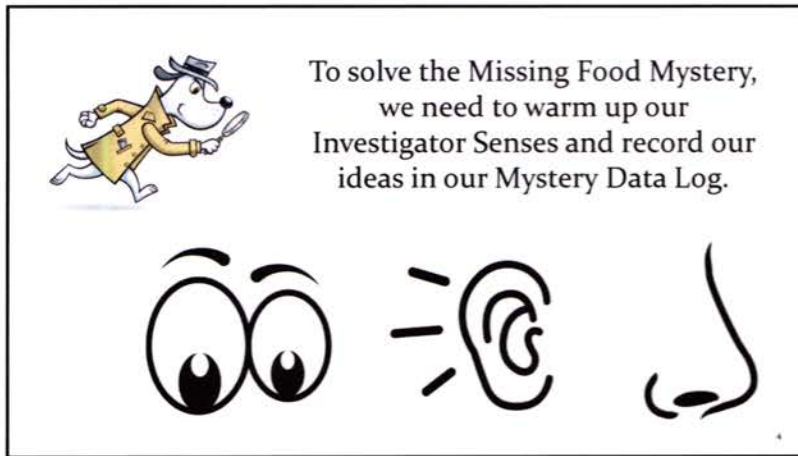 To solve the Missing Food Mystery,
we need to warm up our
Investigator Senses and record our
ideas in our Mystery Data Log.
4